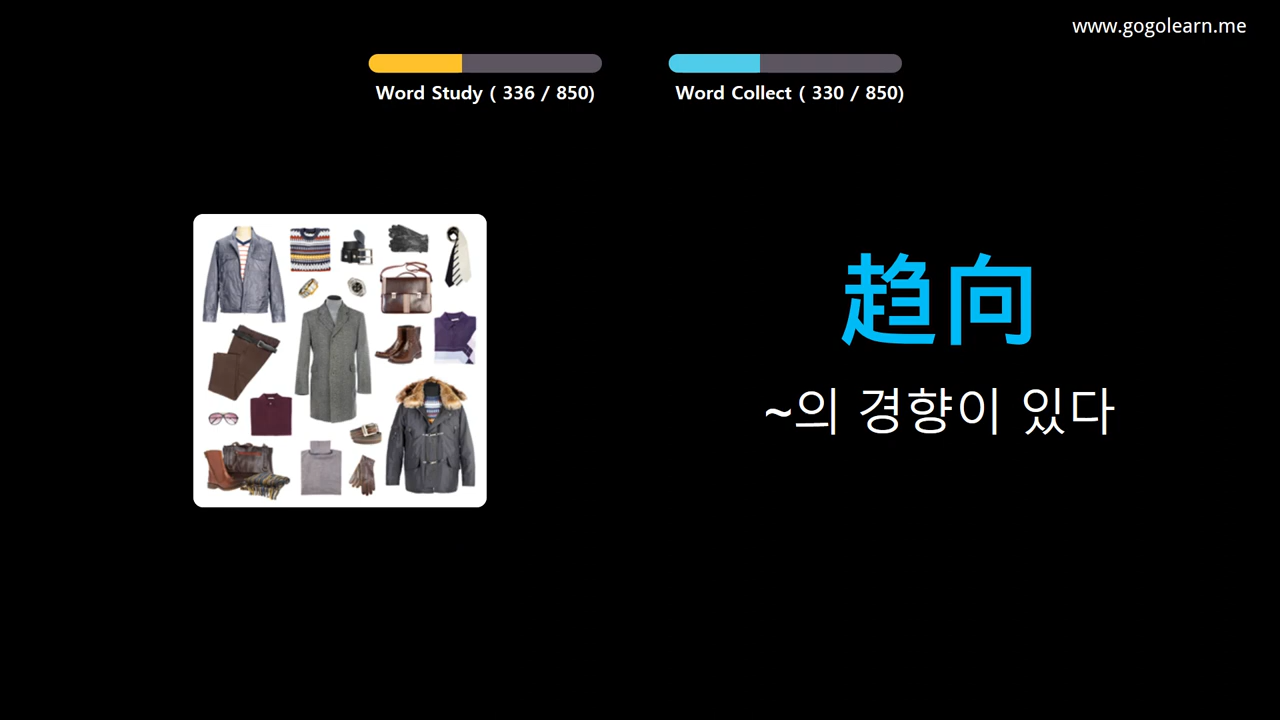 www.gogolearn.me
Word Study ( 336 / 850)
Word Collect ( 330 / 850)
趋向
~의 경향이 있다